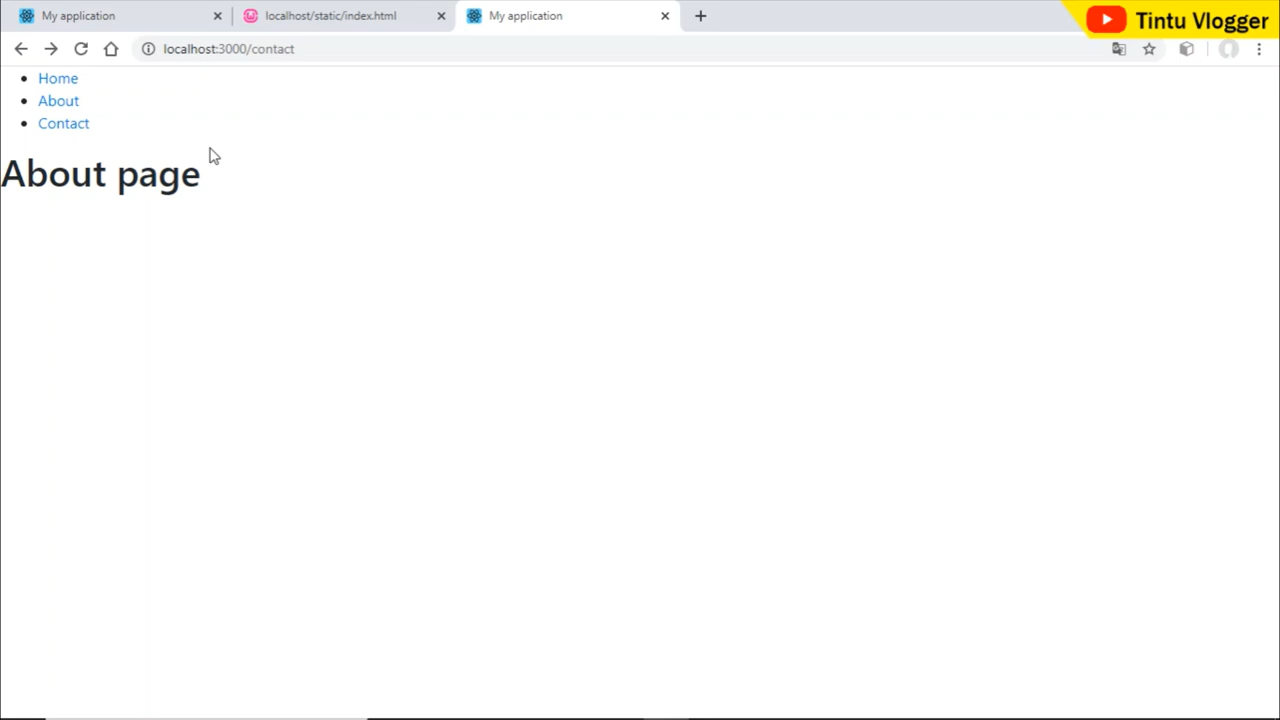 My application
localhost/static/index.html
My application
Tintu Vlogger
localhost:3000/contact
Home
About
Contact
About page